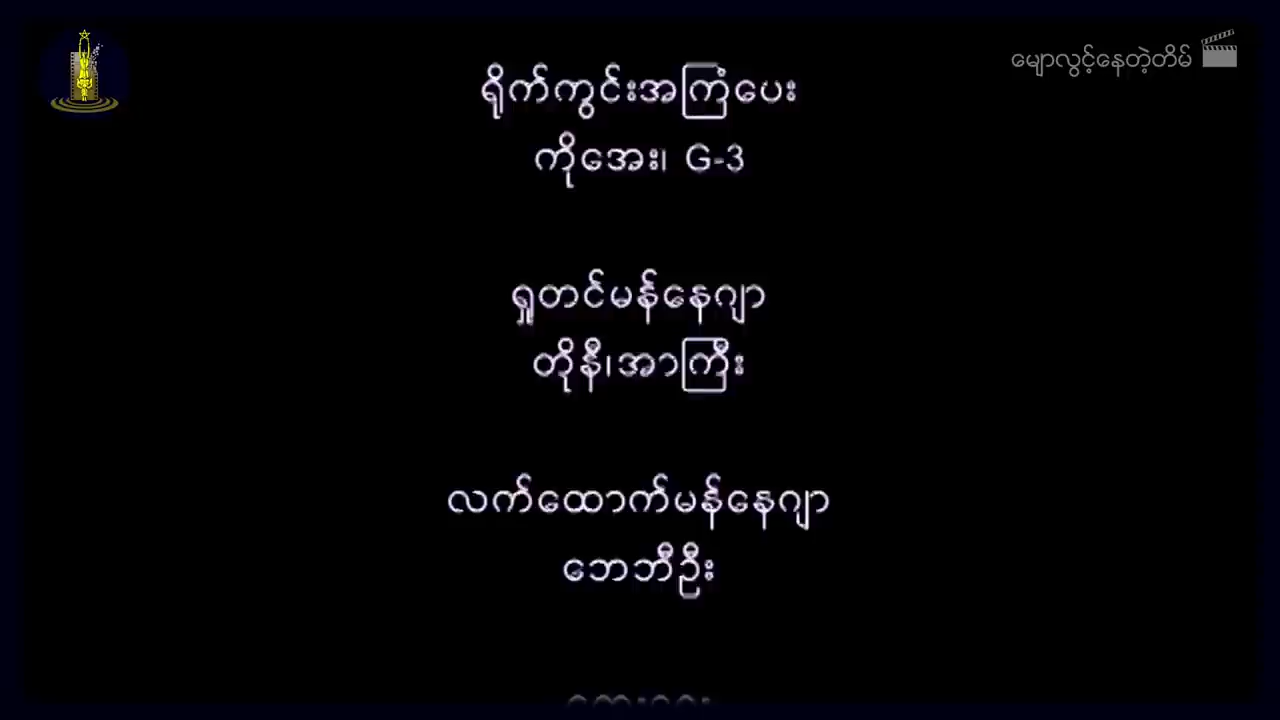 မျောလွင့်နေတဲ့တိမ်
ရိုက်ကွင်းအကြံပေး
ကိုအေး၊ G-3
ရှုတင်မန်နေဂျာ
တိုနီ၊အာကြီး
လက်ထောက်မန်နေဂျာ
ဘေဘီဦး